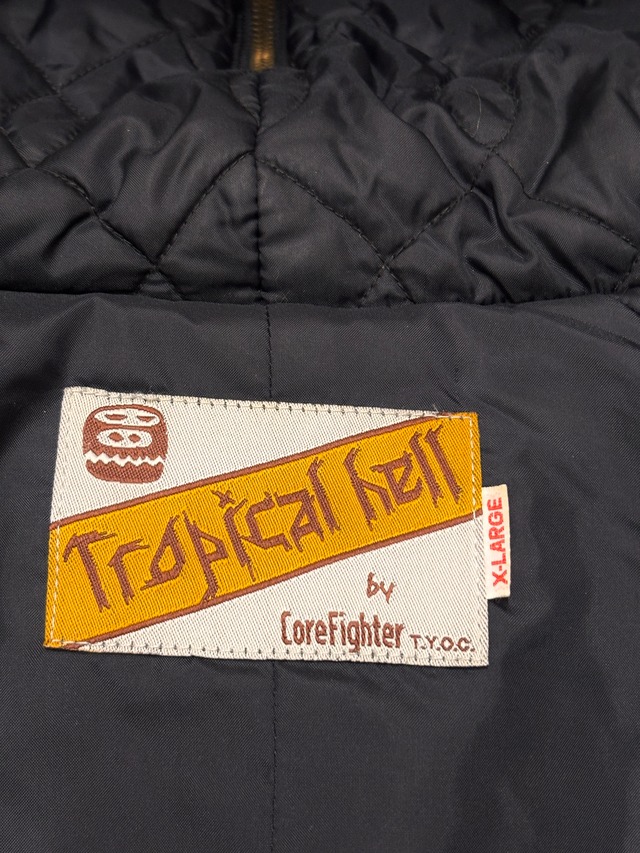 Tropical hell
by
CoreFighter T.Y.O.C.
X-LARGE